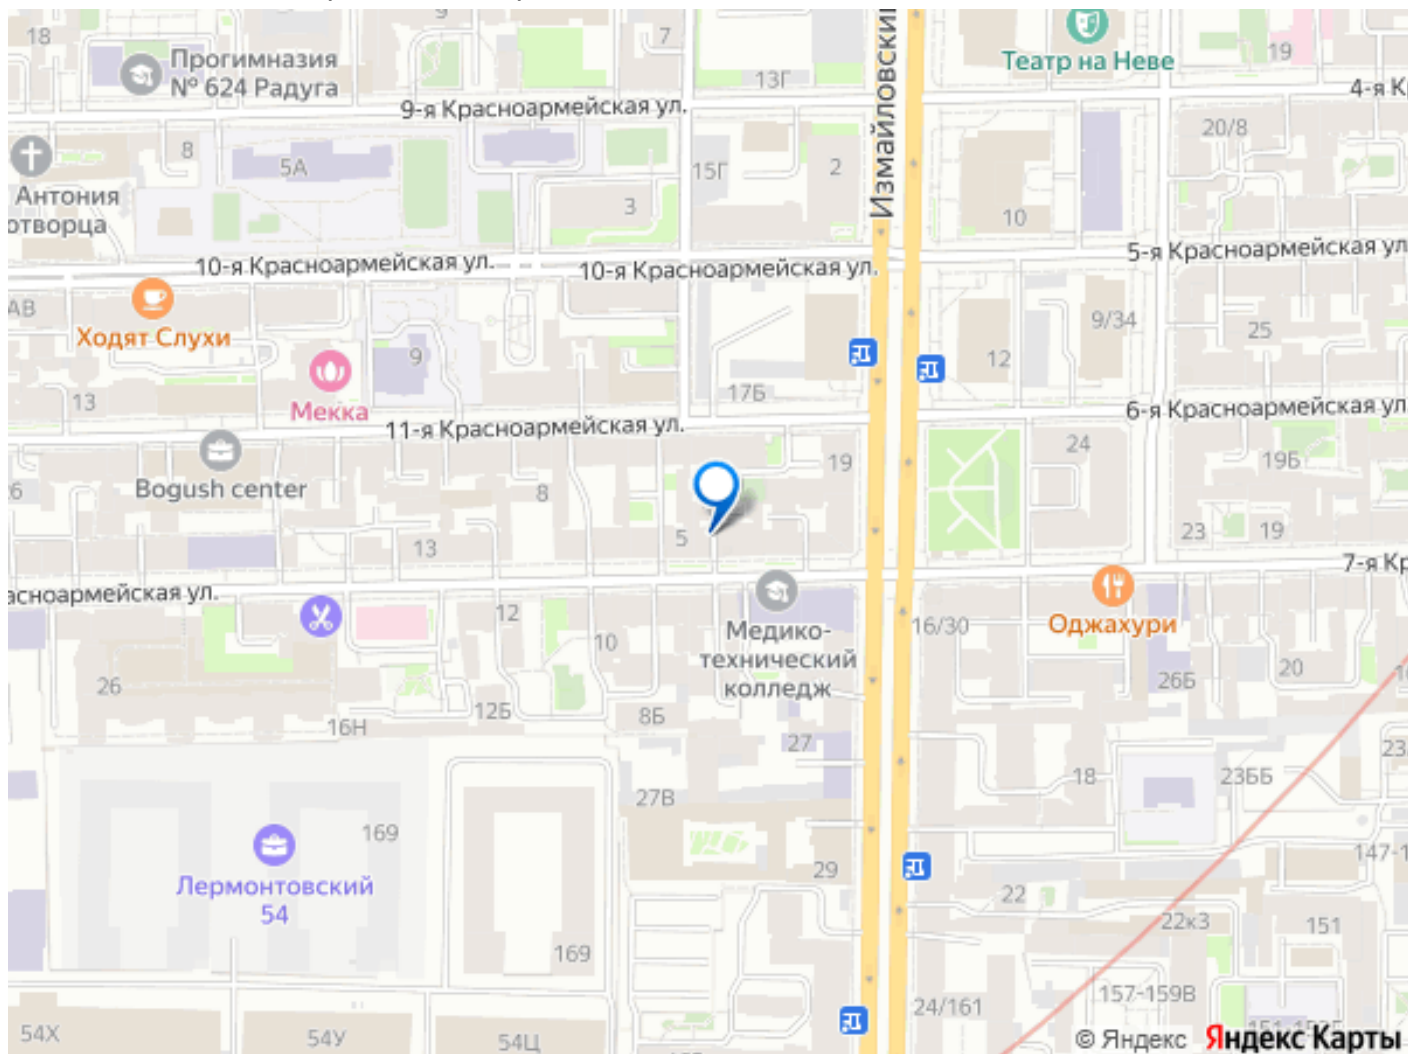 18
9
7
Прогимназия
№ 624 Радуга
13Г
Измайловский
Театр на Неве
19
9-я Красноармейская ул.
4-я К
20/8
8
5А
15Г
2
Антония
отворца
3
10
10-я Красноармейская ул.
10-я Красноармейская ул.
5-я Красноармейская ул
АВ
Ходят Слухи
9
9/34
25
12
Мекка
13
17Б
6-я Красноармейская ул
11-я Красноармейская ул.
24
19
19Б
Bogush center
8
5
13
23
19
7-я Кр
асноармейская ул.
12
10
Медико-
технический
колледж
16/30
Оджахури
20
26Б
26
12Б
8Б
16Н
27
18
23ББ
23
27В
169
29
147-1
Лермонтовский
54
22
22к3
151
169
157-159В
24/161
54Х
54У
54Ц
© Яндекс Яндекс Карты